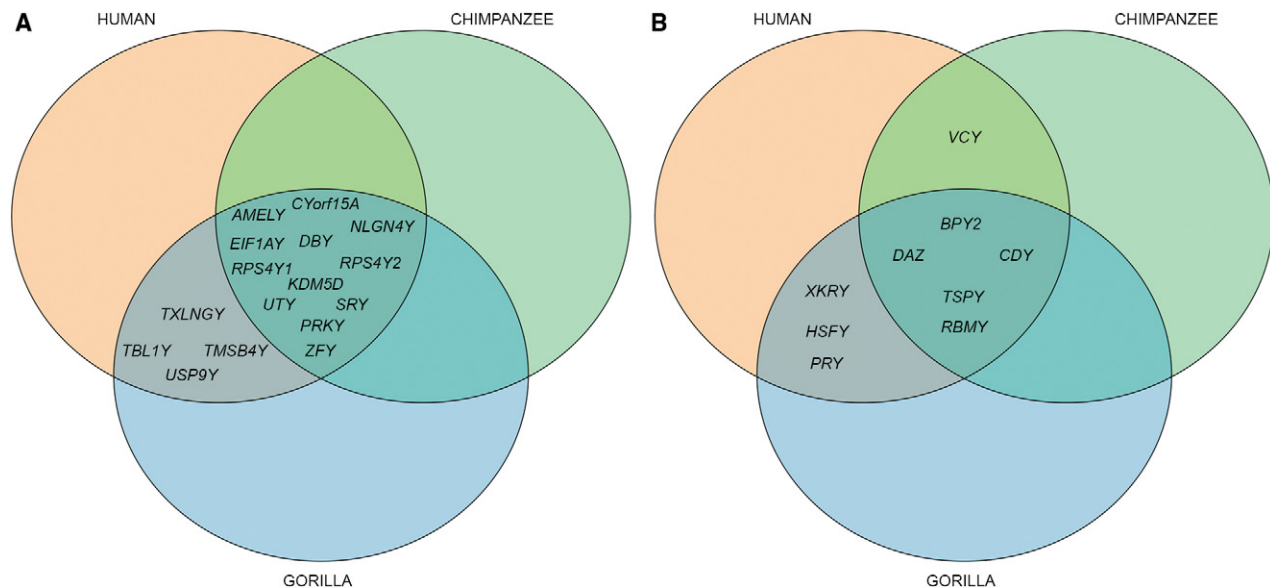 A
HUMAN
CHIMPANZEE
CYorf15A
AMELY
NLGN4Y
EIF1AY
DBY
RPS4Y1
RPS4Y2
KDM5D
UTY
SRY
TXLNGY
PRKY
TBL1Y
TMSB4Y
ZFY
USP9Y
GORILLA
B
HUMAN
CHIMPANZEE
VCY
BPY2
DAZ
CDY
XKRY
TSPY
HSFY
RBMY
PRY
GORILLA